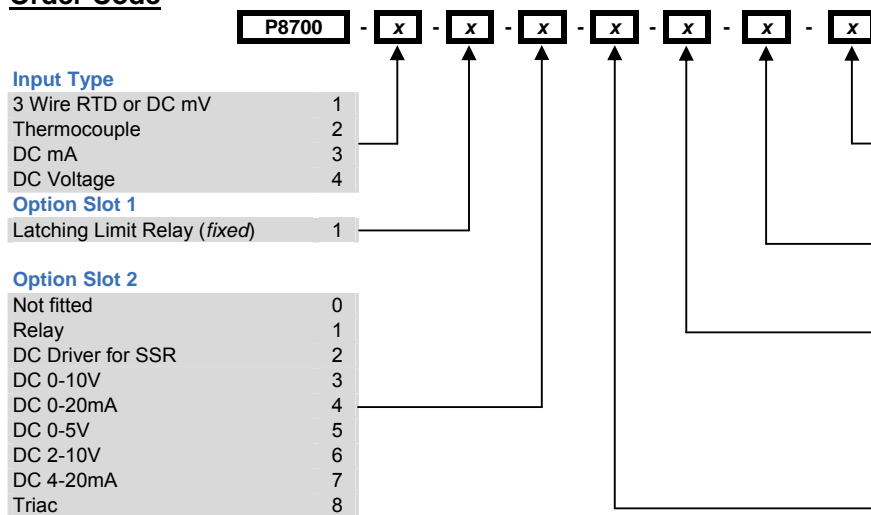 Order Code
P8700 - x - x - x - x - x - x - x
Input Type
3 Wire RTD or DC mV 1
Thermocouple 2
DC mA 3
DC Voltage 4
Option Slot 1
Latching Limit Relay (fixed) 1
Option Slot 2
Not fitted 0
Relay 1
DC Driver for SSR 2
DC 0-10V 3
DC 0-20mA 4
DC 0-5V 5
DC 2-10V 6
DC 4-20mA 7
Triac 8